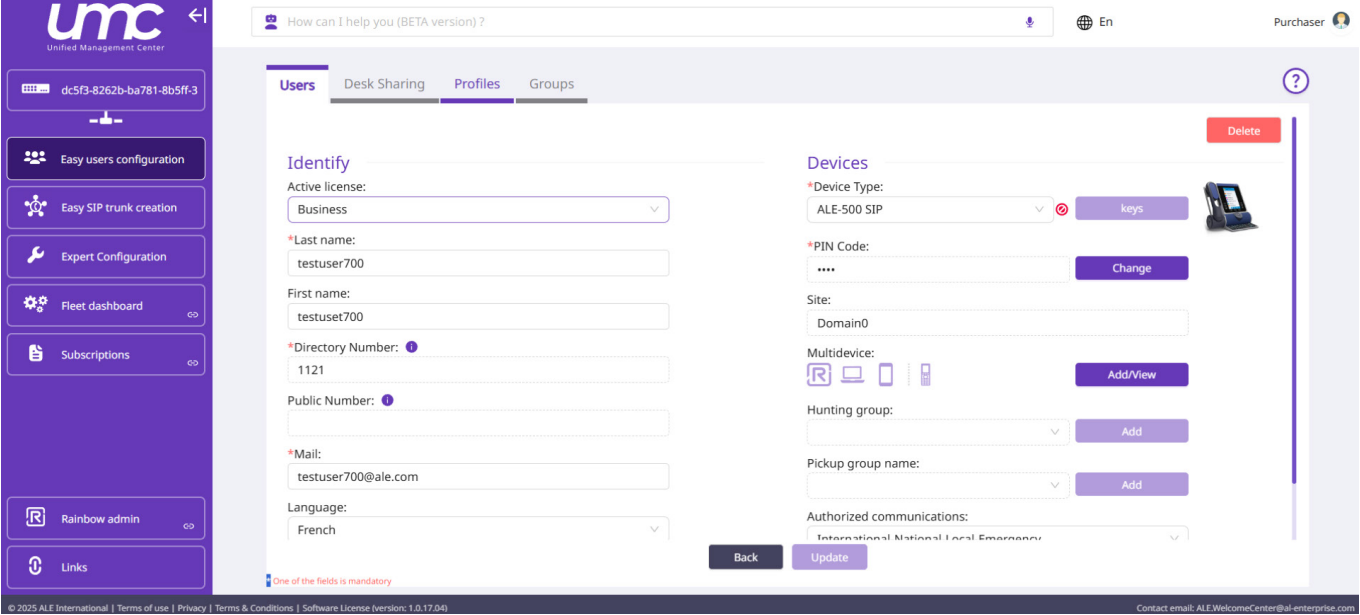 umc
Unified Management Center
How can I help you (BETA version) ?
En
Purchaser
dc5f3-8262b-ba781-8b5ff-3
Easy users configuration
Easy SIP trunk creation
Expert Configuration
Fleet dashboard
Subscriptions
Rainbow admin
Links
Users
Desk Sharing
Profiles
Groups
?
Delete
Identify
Active license:
Business
*Last name:
testuser700
First name:
testuset700
*Directory Number:
1121
Public Number:
*Mail:
testuser700@ale.com
Language:
French
Devices
*Device Type:
ALE-500 SIP
keys
*PIN Code:
••••
Change
Site:
Domain0
Multidevice:
R
Add/View
Hunting group:
Add
Pickup group name:
Add
Authorized communications:
International National Local Emergency
Back
Update
* One of the fields is mandatory
© 2025 ALE International | Terms of use | Privacy | Terms & Conditions | Software License (version: 1.0.17.04)
Contact email: ALE.WelcomeCenter@al-enterprise.com